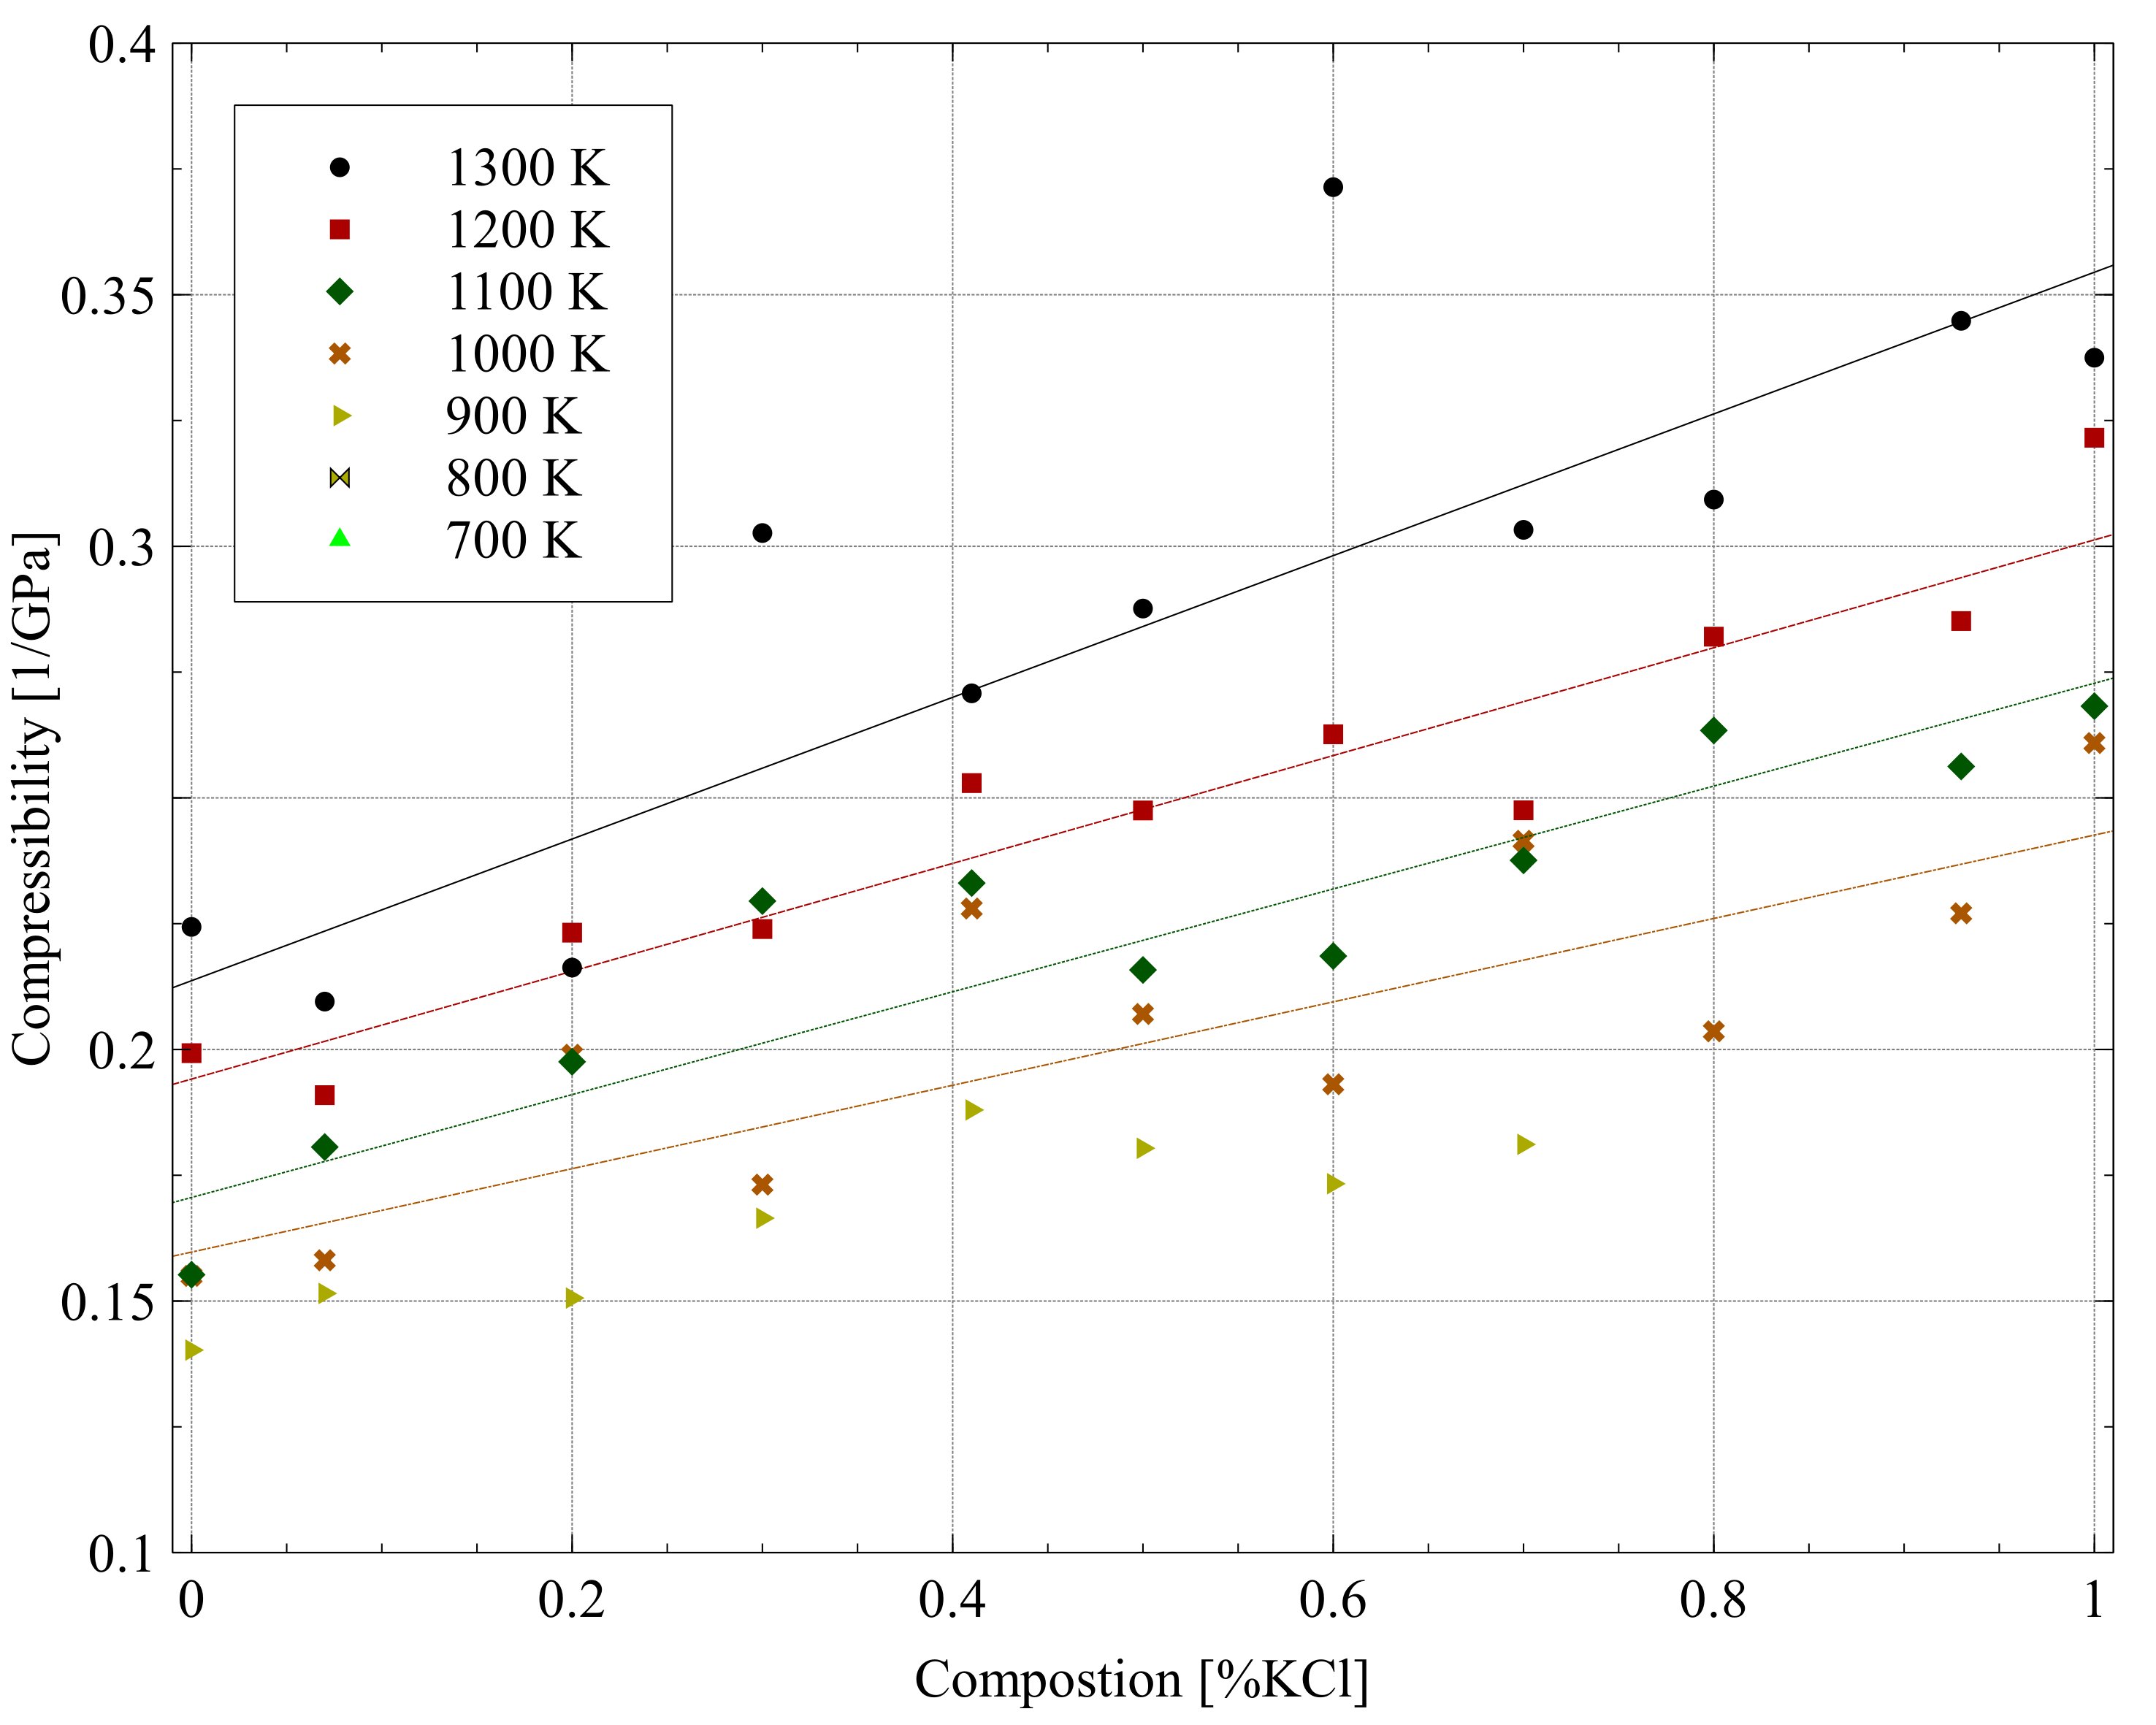 0.4
0.35
0.3
0.2
0.15
0.1
Compressibility [1/GPa]
1300 K
1200 K
1100 K
1000 K
900 K
800 K
700 K
0 0.2 0.4 0.6 0.8 1
Compostion [%KCl]